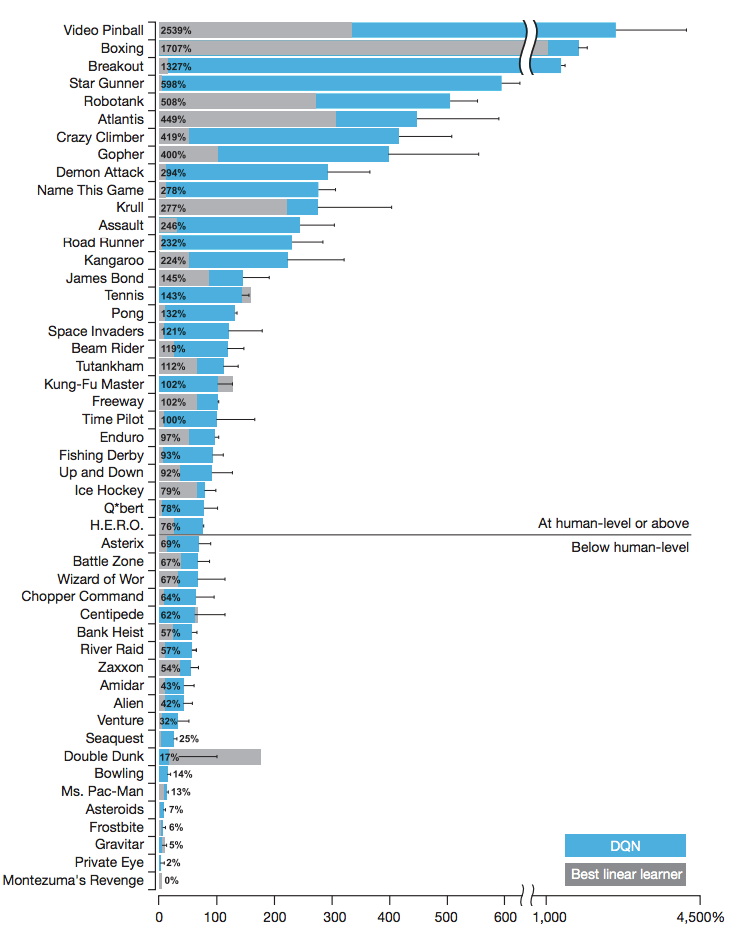 Video Pinball 2539%
Boxing 1707%
Breakout 1327%
Star Gunner 598%
Robotank 508%
Atlantis 449%
Crazy Climber 419%
Gopher 400%
Demon Attack 294%
Name This Game 278%
Krull 277%
Assault 246%
Road Runner 232%
Kangaroo 224%
James Bond 145%
Tennis 143%
Pong 132%
Space Invaders 121%
Beam Rider 119%
Tutankham 112%
Kung-Fu Master 102%
Freeway 102%
Time Pilot 100%
Enduro 97%
Fishing Derby 93%
Up and Down 92%
Ice Hockey 79%
Q*bert 78%
H.E.R.O. 76%
At human-level or above
Below human-level
Asterix 69%
Battle Zone 67%
Wizard of Wor 67%
Chopper Command 64%
Centipede 62%
Bank Heist 57%
River Raid 57%
Zaxxon 54%
Amidar 43%
Alien 42%
Venture 32%
Seaquest 25%
Double Dunk 17%
Bowling 14%
Ms. Pac-Man 13%
Asteroids 7%
Frostbite 6%
Gravitar 5%
Private Eye 2%
Montezuma's Revenge 0%
DQN
Best linear learner
0 100 200 300 400 500 600 1,000 4,500%